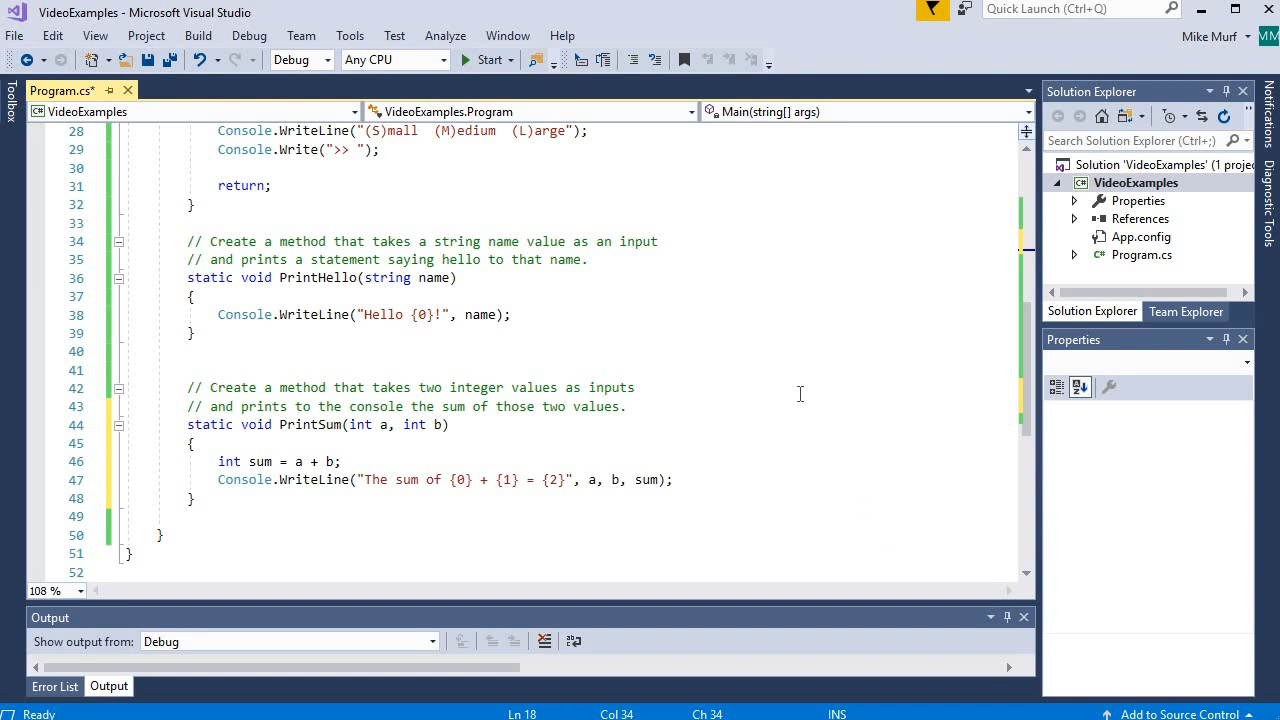 VideoExamples - Microsoft Visual Studio
Quick Launch (Ctrl+Q)
File Edit View Project Build Debug Team Tools Test Analyze Window Help
Mike Murf MM
Debug Any CPU Start
Toolbox
Program.cs*
VideoExamples VideoExamples.Program Main(string[] args)
28 Console.WriteLine("(S)mall (M)edium (L)arge");
29 Console.Write(">> ");
30
31 return;
32 }
33
34 // Create a method that takes a string name value as an input
35 // and prints a statement saying hello to that name.
36 static void PrintHello(string name)
37 {
38 Console.WriteLine("Hello {0}!", name);
39 }
40
41
42 // Create a method that takes two integer values as inputs
43 // and prints to the console the sum of those two values.
44 static void PrintSum(int a, int b)
45 {
46 int sum = a + b;
47 Console.WriteLine("The sum of {0} + {1} = {2}", a, b, sum);
48 }
49
50 }
51 }
52
108 %
Output
Show output from: Debug
Error List Output
Solution Explorer
Search Solution Explorer (Ctrl+;)
Solution 'VideoExamples' (1 projec
VideoExamples
Properties
References
App.config
Program.cs
Solution Explorer Team Explorer
Properties
Notifications
Diagnostic Tools
Ready Ln 18 Col 34 Ch 34 INS Add to Source Control